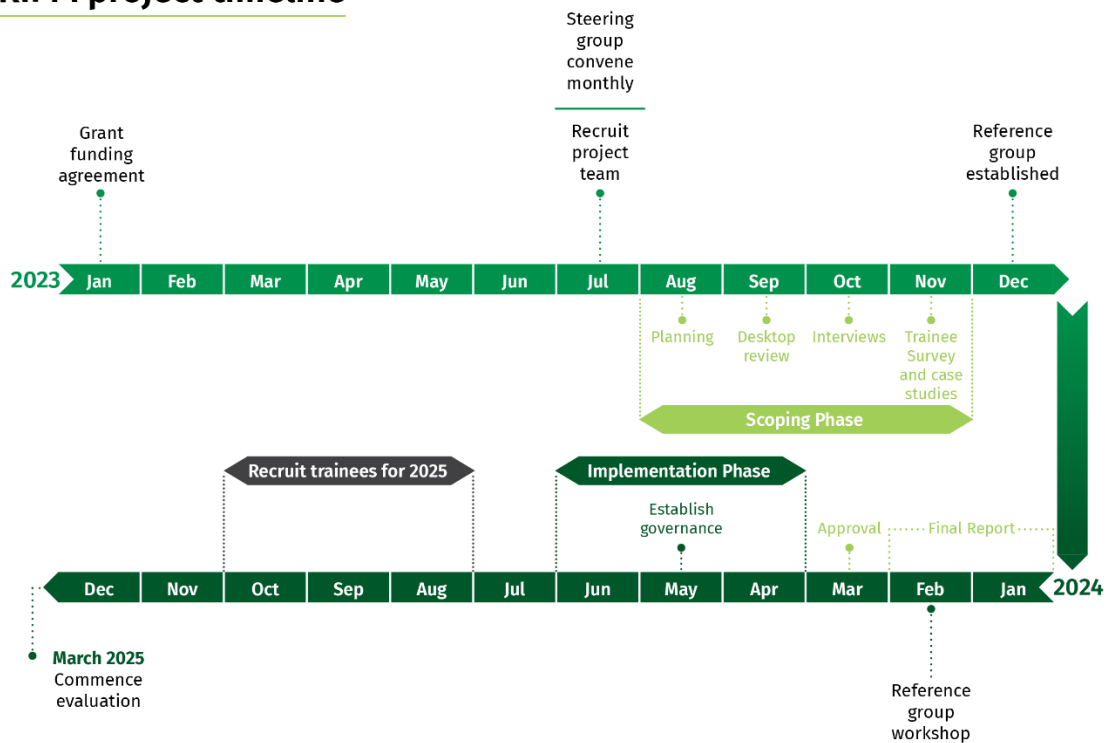 project timeline
Steering
group
convene
monthly
Grant
funding
agreement
Recruit
project
team
Reference
group
established
2023 Jan Feb Mar Apr May Jun Jul Aug Sep Oct Nov Dec
Planning
Desktop
review
Interviews
Trainee
Survey
and case
studies
Scoping Phase
Recruit trainees for 2025
Implementation Phase
Establish
governance
Approval
Final Report
Dec Nov Oct Sep Aug Jul Jun May Apr Mar Feb Jan 2024
March 2025
Commence
evaluation
Reference
group
workshop